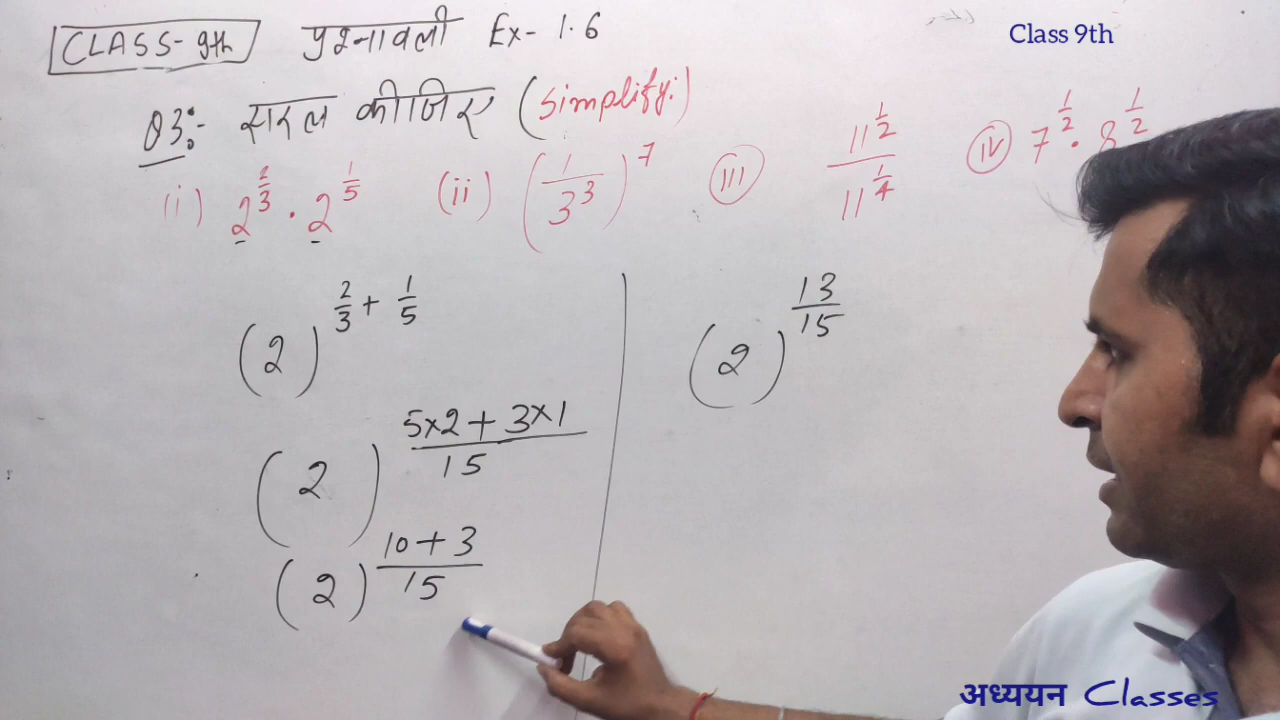 CLASS- 9th प्रश्नावली Ex- 1.6
Class 9th
Q3:- सरल कीजिए (Simplify:)
(i) 2^{2/3} . 2^{1/5} (ii) (1/3^3)^7 (iii) 11^{1/2}/11^{1/4} (iv) 7^{1/2} . 8^{1/2}
(2)^{2/3 + 1/5}
(2)^{(5×2 + 3×1)/15}
(2)^{(10 + 3)/15}
(2)^{13/15}
अध्ययन Classes